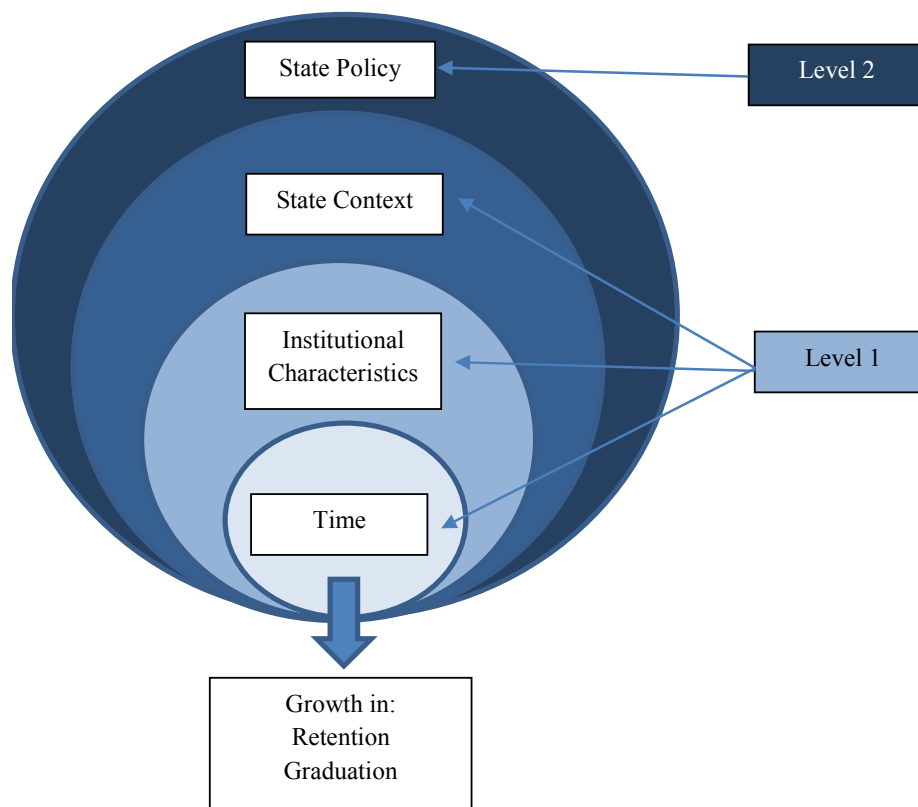 State Policy
Level 2
State Context
Institutional
Characteristics
Level 1
Time
Growth in:
Retention
Graduation